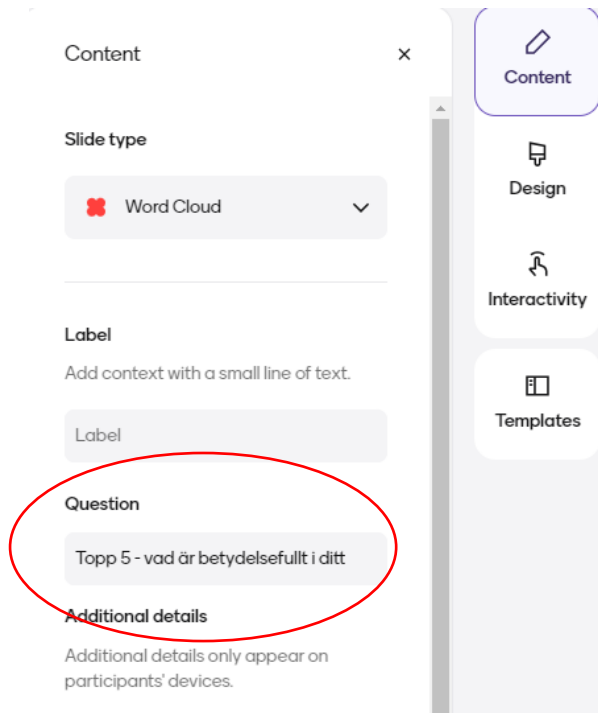 Content
Slide type
Word Cloud
Label
Add context with a small line of text.
Label
Question
Topp 5 - vad är betydelsefullt i ditt
Additional details
Additional details only appear on
participants' devices.
Content
Design
Interactivity
Templates